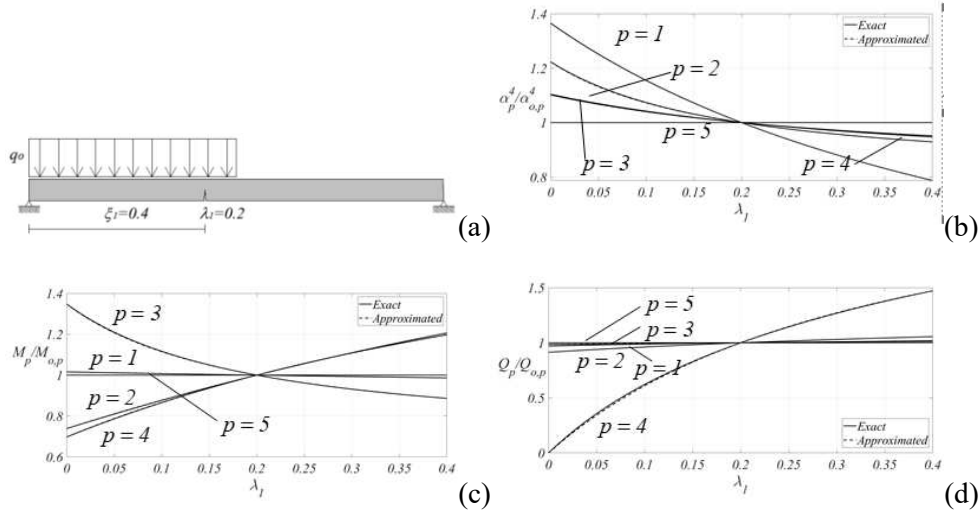 q₀
ξ₁=0.4
λ₁=0.2
(a)
1.4
1.2
1
0.8
α⁴ₚ/α⁴ₒ,ₚ
p = 1
p = 2
p = 5
p = 3
p = 4
Exact
Approximated
0
0.05
0.1
0.15
0.2
0.25
0.3
0.35
0.4
λ₁
(b)
1.4
1.2
1
0.8
0.6
Mₚ/Mₒ,ₚ
p = 3
p = 1
p = 2
p = 5
p = 4
Exact
Approximated
0
0.05
0.1
0.15
0.2
0.25
0.3
0.35
0.4
λ₁
(c)
1.5
1
0.5
0
Qₚ/Qₒ,ₚ
p = 5
p = 3
p = 2
p = 1
p = 4
Exact
Approximated
0
0.05
0.1
0.15
0.2
0.25
0.3
0.35
0.4
λ₁
(d)